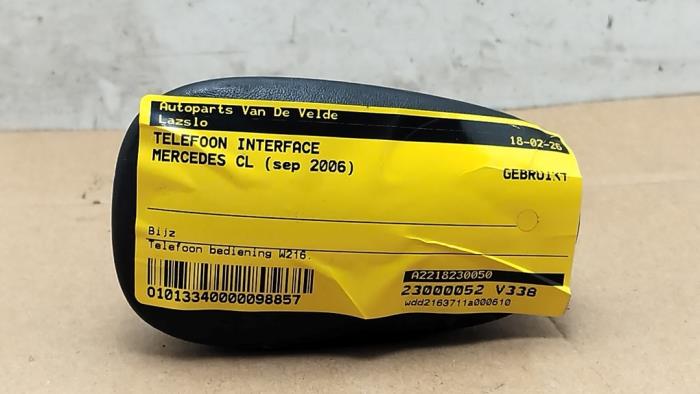 Autoparts Van De Velde
Lazslo
18-02-26
TELEFOON INTERFACE
MERCEDES CL (sep 2006)
GEBRUIKT
Bijz
Telefoon bediening W216.
A2218230050
23000052 V338
wdd2163711a000610
01013340000098857